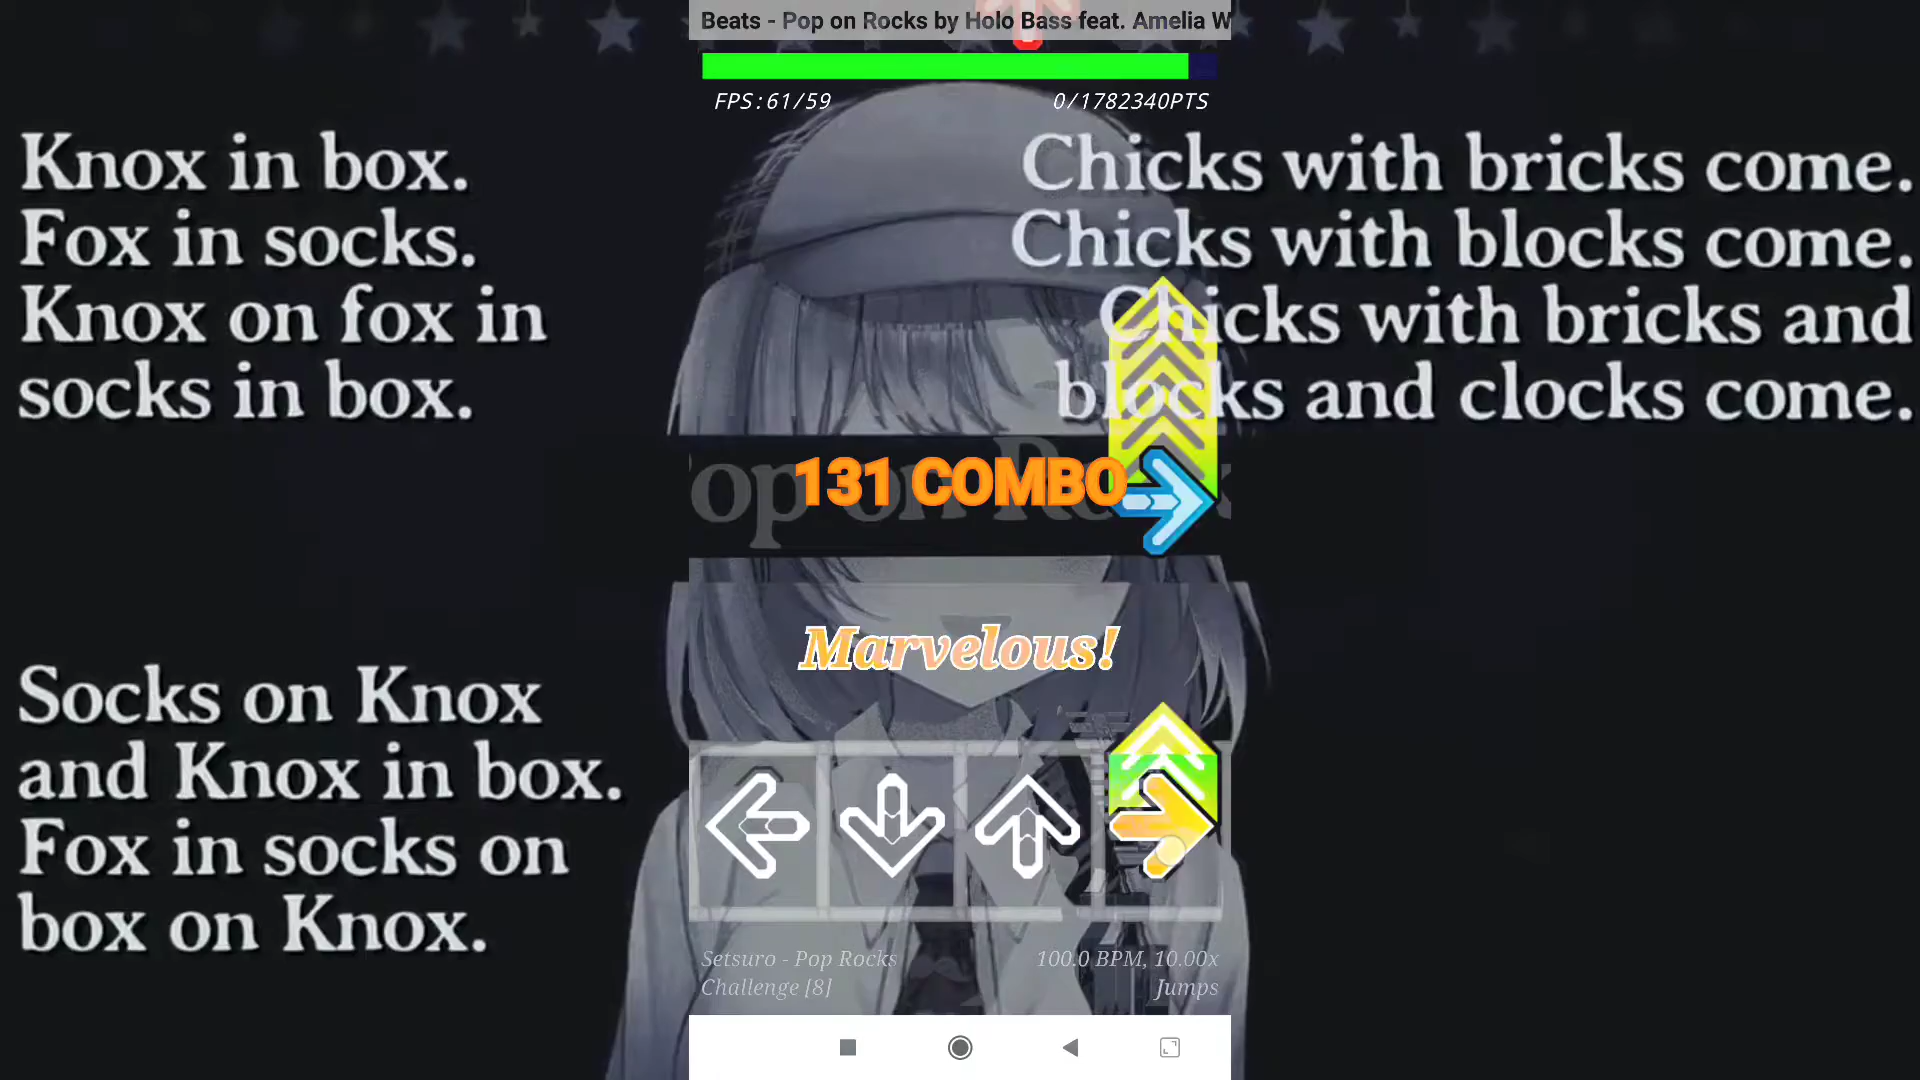 Beats - Pop on Rocks by Holo Bass feat. Amelia W
FPS:61/59
0/1782340PTS
Knox in box.
Fox in socks.
Knox on fox in
socks in box.
Chicks with bricks come.
Chicks with blocks come.
Chicks with bricks and
blocks and clocks come.
131 COMBO
Marvelous!
Socks on Knox
and Knox in box.
Fox in socks on
box on Knox.
Setsuro - Pop Rocks
Challenge [8]
100.0 BPM, 10.00x
Jumps